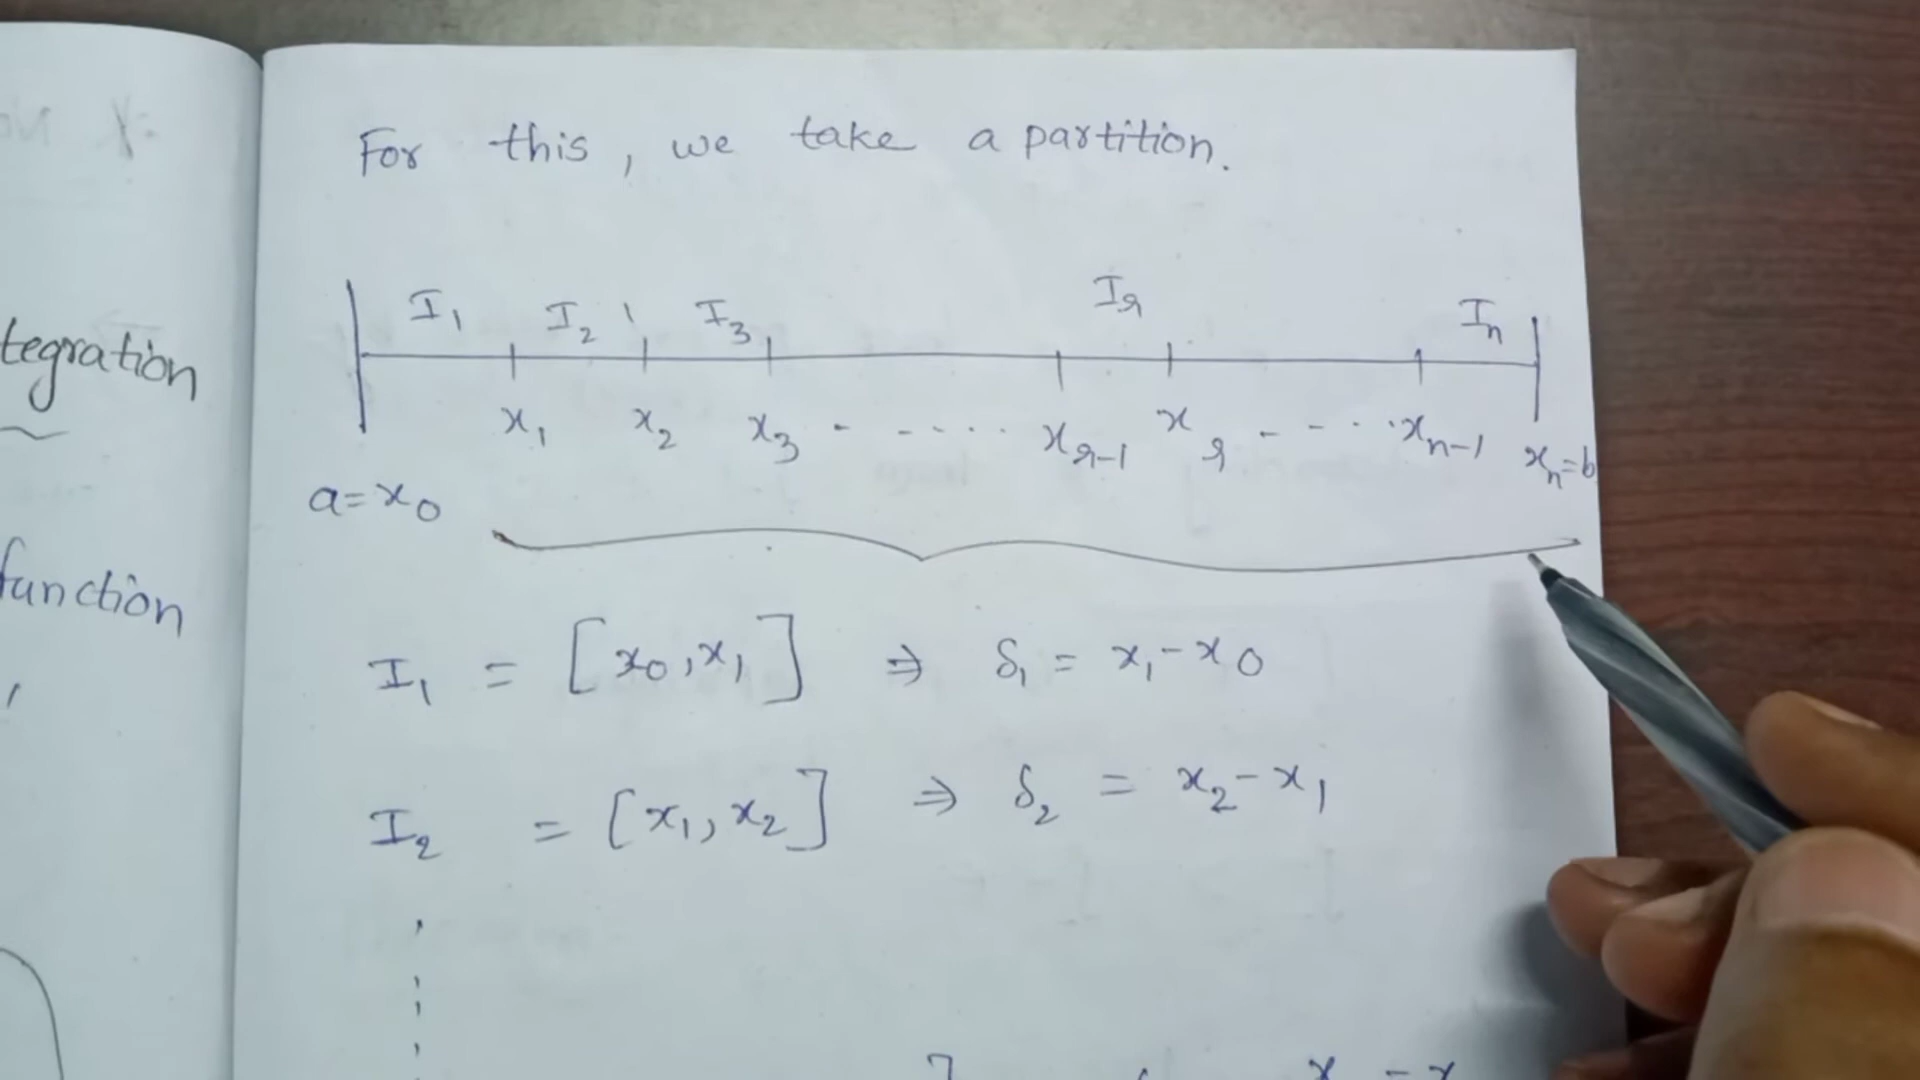 For this, we take a partition.
I₁ I₂ I₃ Iᵣ Iₙ
x₁ x₂ x₃ - - - · · · · xᵣ₋₁ xᵣ - - - · · · xₙ₋₁ xₙ=b
a=x₀
I₁ = [x₀,x₁] ⇒ δ₁ = x₁-x₀
I₂ = [x₁,x₂] ⇒ δ₂ = x₂-x₁
tegration
function